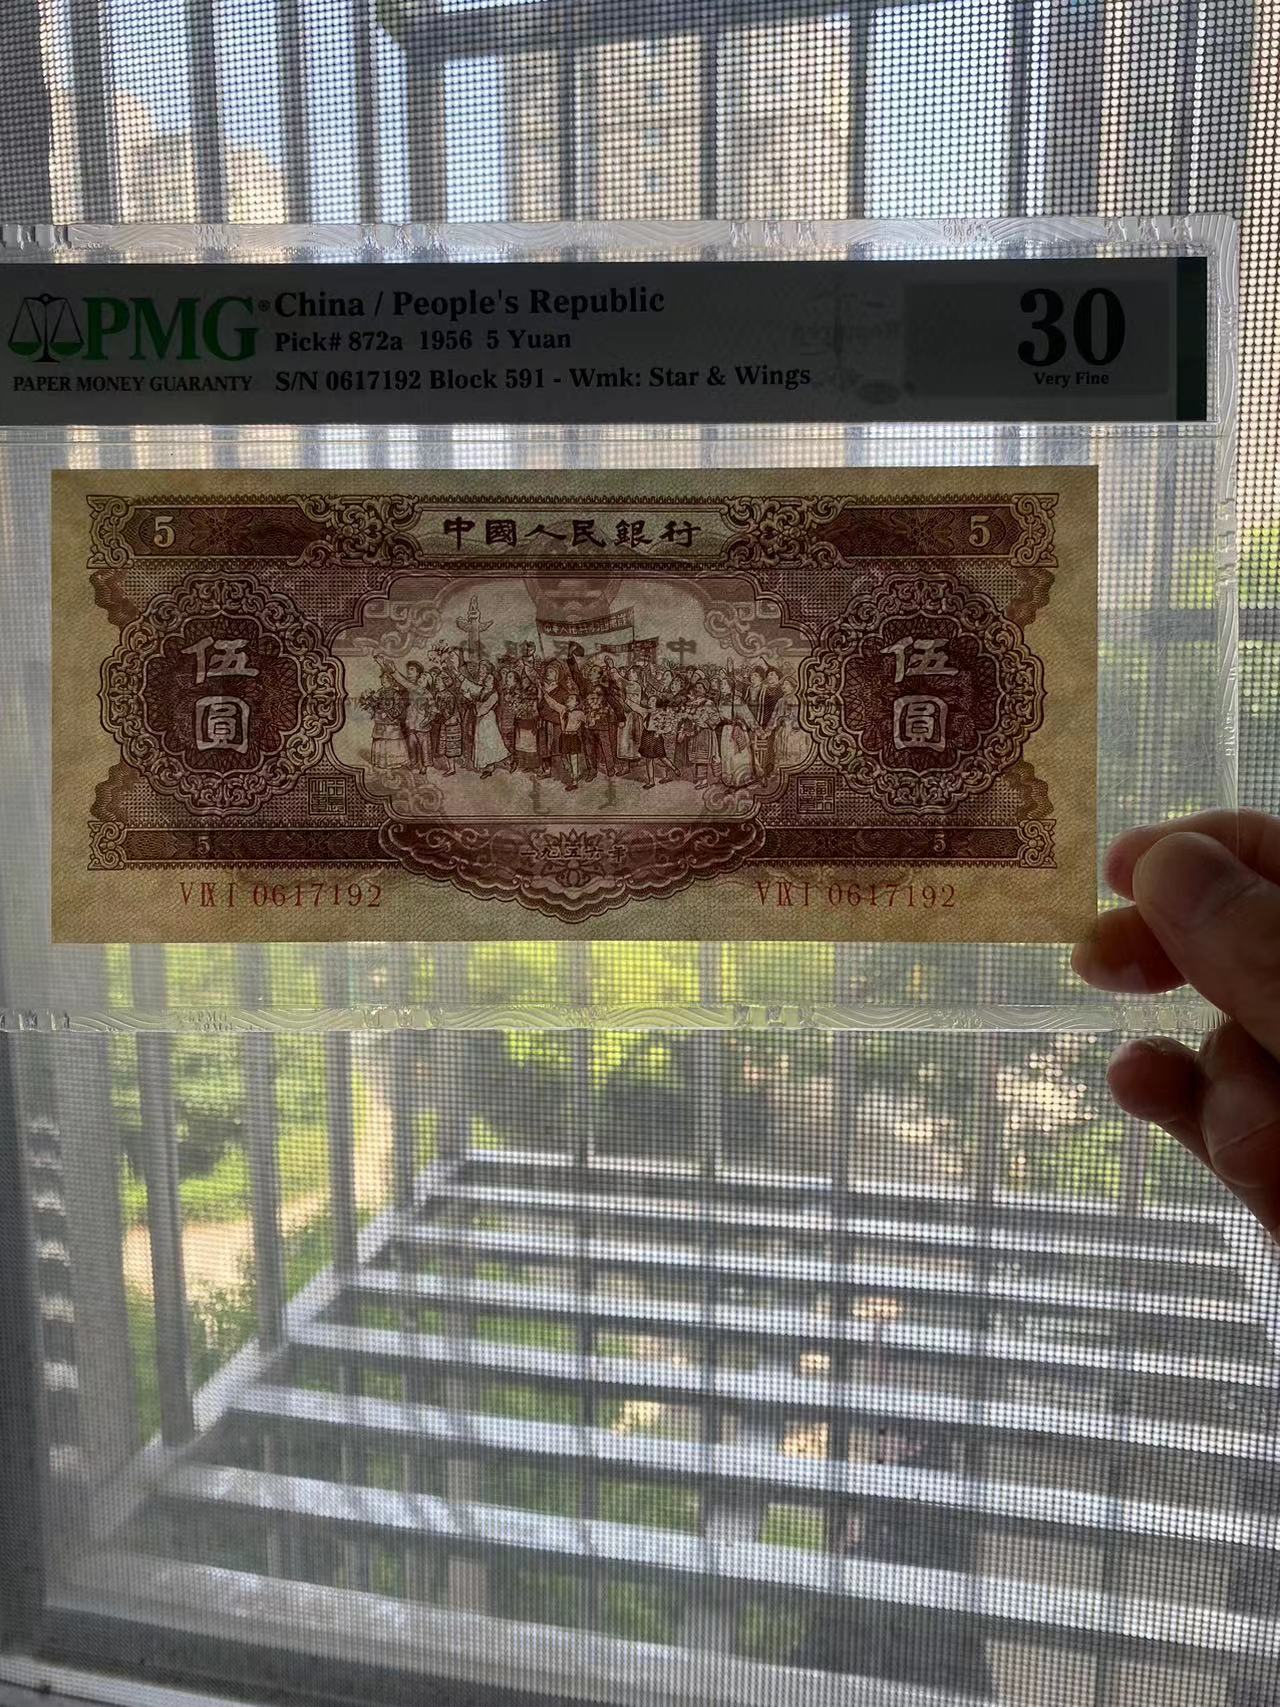 PMG® China / People's Republic 30
Pick# 872a 1956 5 Yuan
Very Fine
PAPER MONEY GUARANTY S/N 0617192 Block 591 - Wmk: Star & Wings
5 中國人民銀行 5
伍圓 伍圓
5 一九五六年 5
VⅨI 0617192 VⅨI 0617192